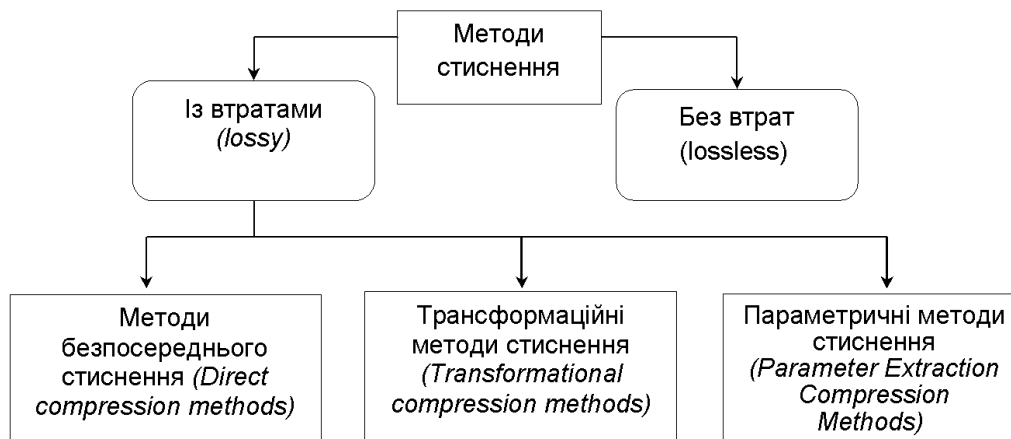 Методи
стиснення
Із втратами
(lossy)
Без втрат
(lossless)
Методи
безпосереднього
стиснення (Direct
compression methods)
Трансформаційні
методи стиснення
(Transformational
compression methods)
Параметричні методи
стиснення
(Parameter Extraction
Compression
Methods)